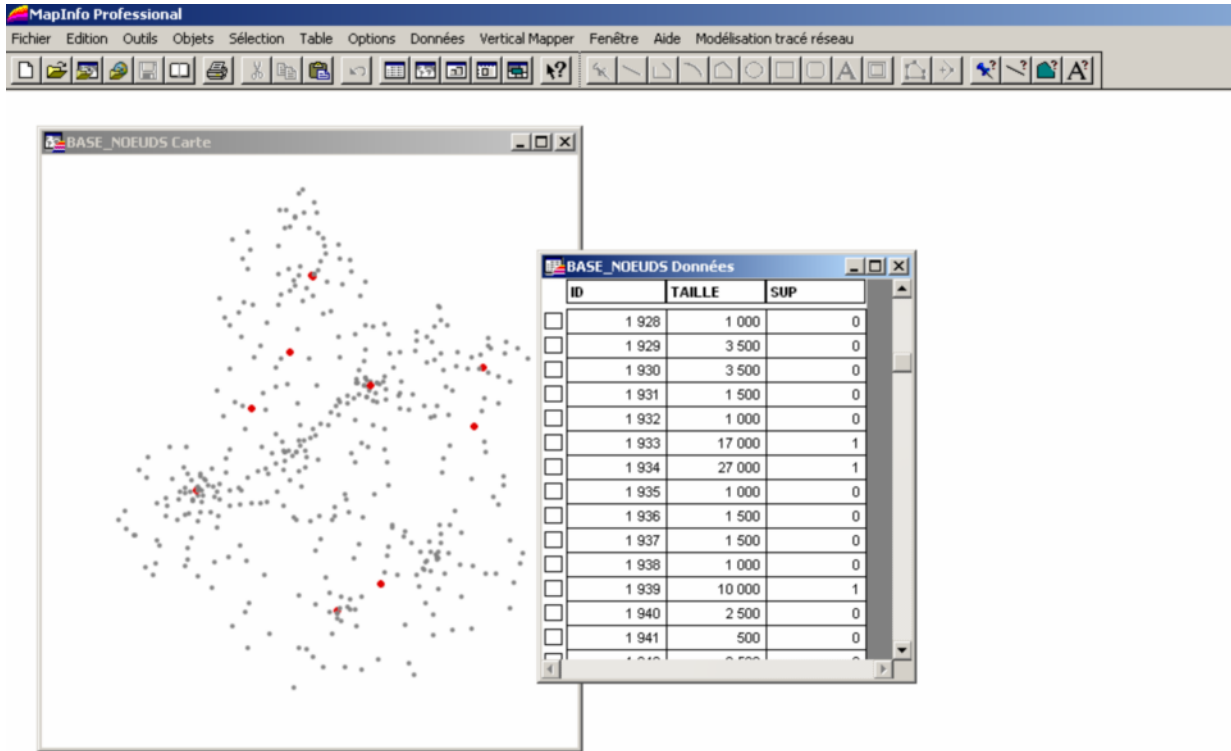 MapInfo Professional
Fichier Edition Outils Objets Sélection Table Options Données Vertical Mapper Fenêtre Aide Modélisation tracé réseau
BASE_NOEUDS Carte
BASE_NOEUDS Données
ID TAILLE SUP
1 928 1 000 0
1 929 3 500 0
1 930 3 500 0
1 931 1 500 0
1 932 1 000 0
1 933 17 000 1
1 934 27 000 1
1 935 1 000 0
1 936 1 500 0
1 937 1 500 0
1 938 1 000 0
1 939 10 000 1
1 940 2 500 0
1 941 500 0